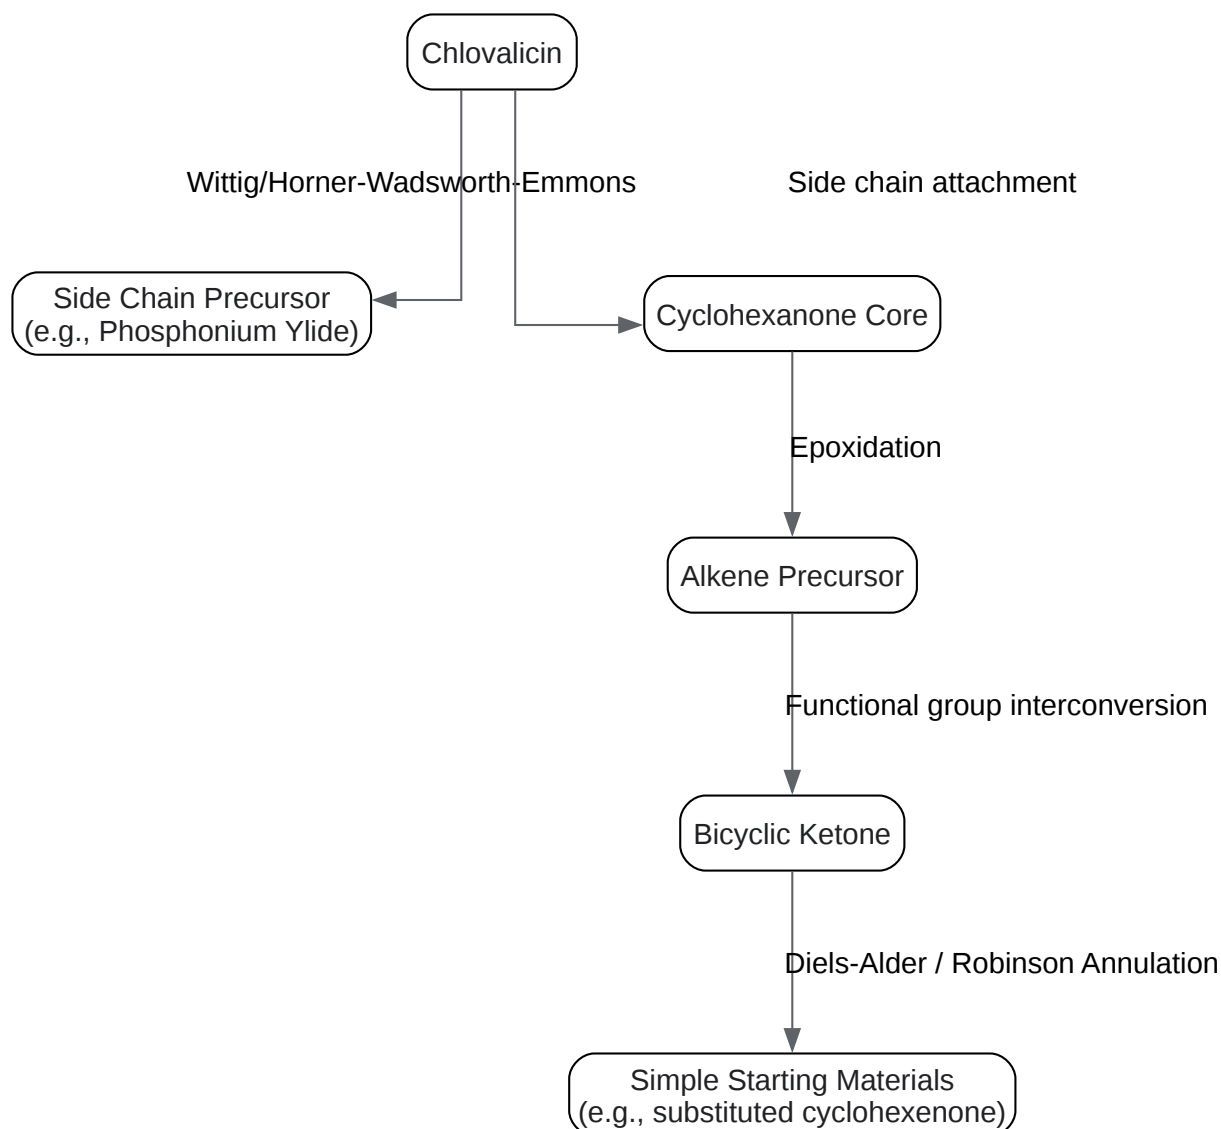 Chlovalicin
Wittig/Horner-Wadsworth-Emmons
Side chain attachment
Side Chain Precursor
(e.g., Phosphonium Ylide)
Cyclohexanone Core
Epoxidation
Alkene Precursor
Functional group interconversion
Bicyclic Ketone
Diels-Alder / Robinson Annulation
Simple Starting Materials
(e.g., substituted cyclohexenone)